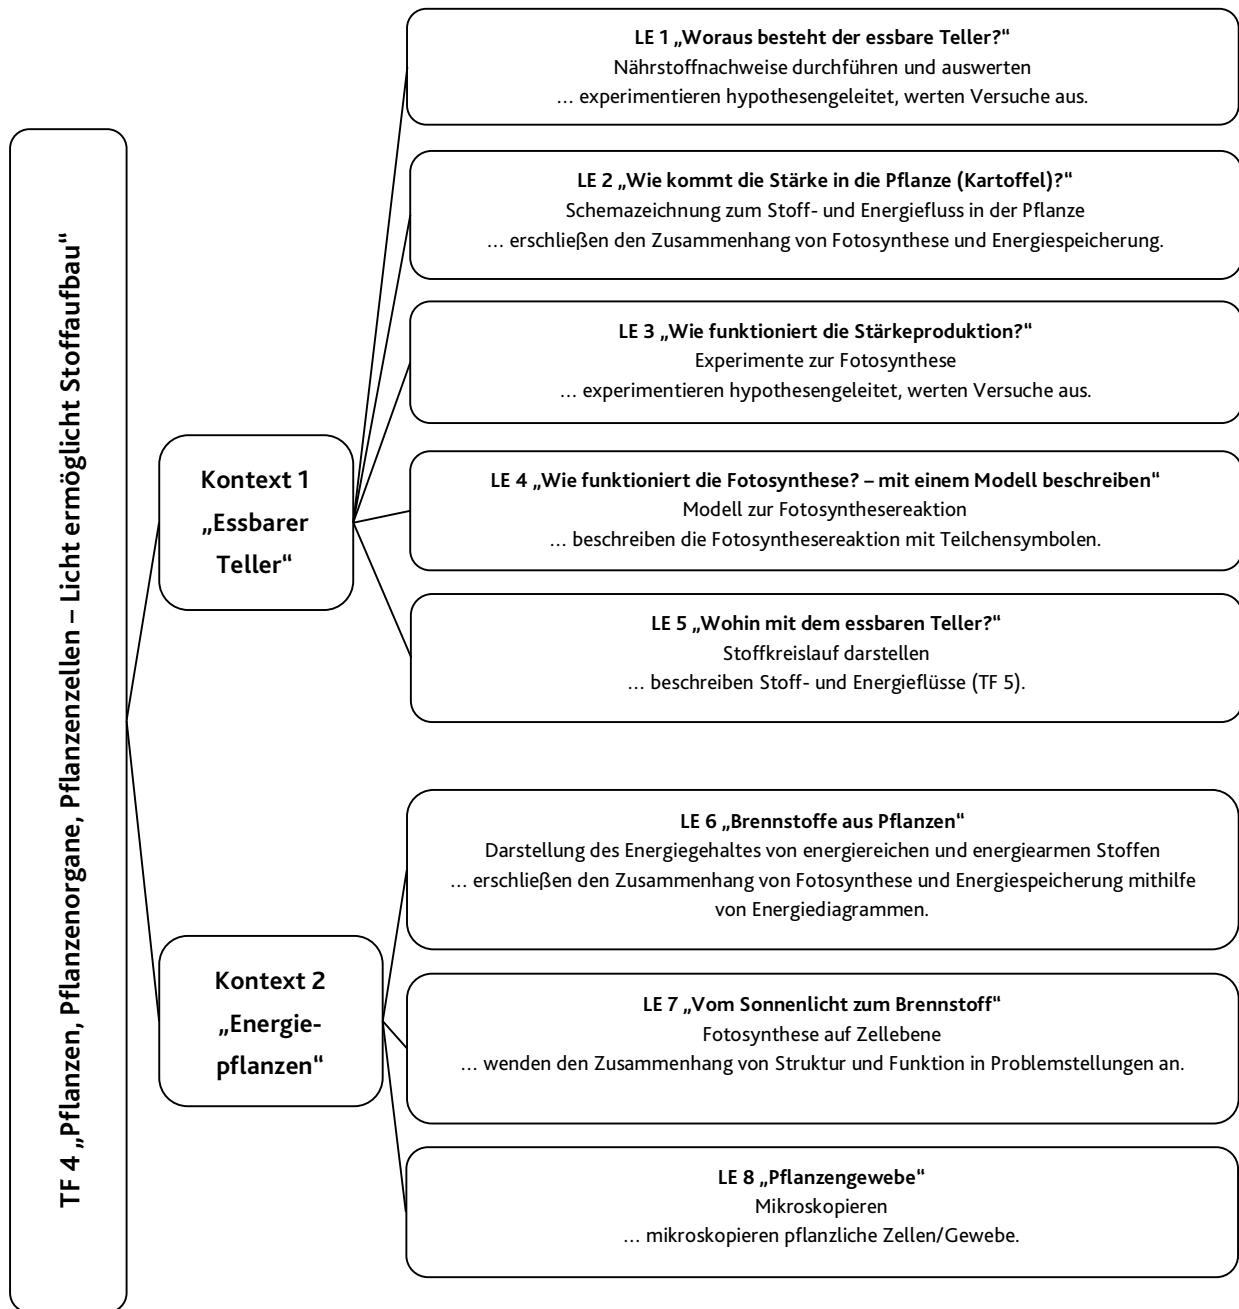 TF 4 „Pflanzen, Pflanzenorgane, Pflanzenzellen – Licht ermöglicht Stoffaufbau“
Kontext 1
„Essbarer
Teller“
LE 1 „Woraus besteht der essbare Teller?“
Nährstoffnachweise durchführen und auswerten
… experimentieren hypothesengeleitet, werten Versuche aus.
LE 2 „Wie kommt die Stärke in die Pflanze (Kartoffel)?“
Schemazeichnung zum Stoff- und Energiefluss in der Pflanze
… erschließen den Zusammenhang von Fotosynthese und Energiespeicherung.
LE 3 „Wie funktioniert die Stärkeproduktion?“
Experimente zur Fotosynthese
… experimentieren hypothesengeleitet, werten Versuche aus.
LE 4 „Wie funktioniert die Fotosynthese? – mit einem Modell beschreiben“
Modell zur Fotosynthesereaktion
… beschreiben die Fotosynthesereaktion mit Teilchensymbolen.
LE 5 „Wohin mit dem essbaren Teller?“
Stoffkreislauf darstellen
… beschreiben Stoff- und Energieflüsse (TF 5).
Kontext 2
„Energie-
pflanzen“
LE 6 „Brennstoffe aus Pflanzen“
Darstellung des Energiegehaltes von energiereichen und energiearmen Stoffen
… erschließen den Zusammenhang von Fotosynthese und Energiespeicherung mithilfe
von Energiediagrammen.
LE 7 „Vom Sonnenlicht zum Brennstoff“
Fotosynthese auf Zellebene
… wenden den Zusammenhang von Struktur und Funktion in Problemstellungen an.
LE 8 „Pflanzengewebe“
Mikroskopieren
… mikroskopieren pflanzliche Zellen/Gewebe.